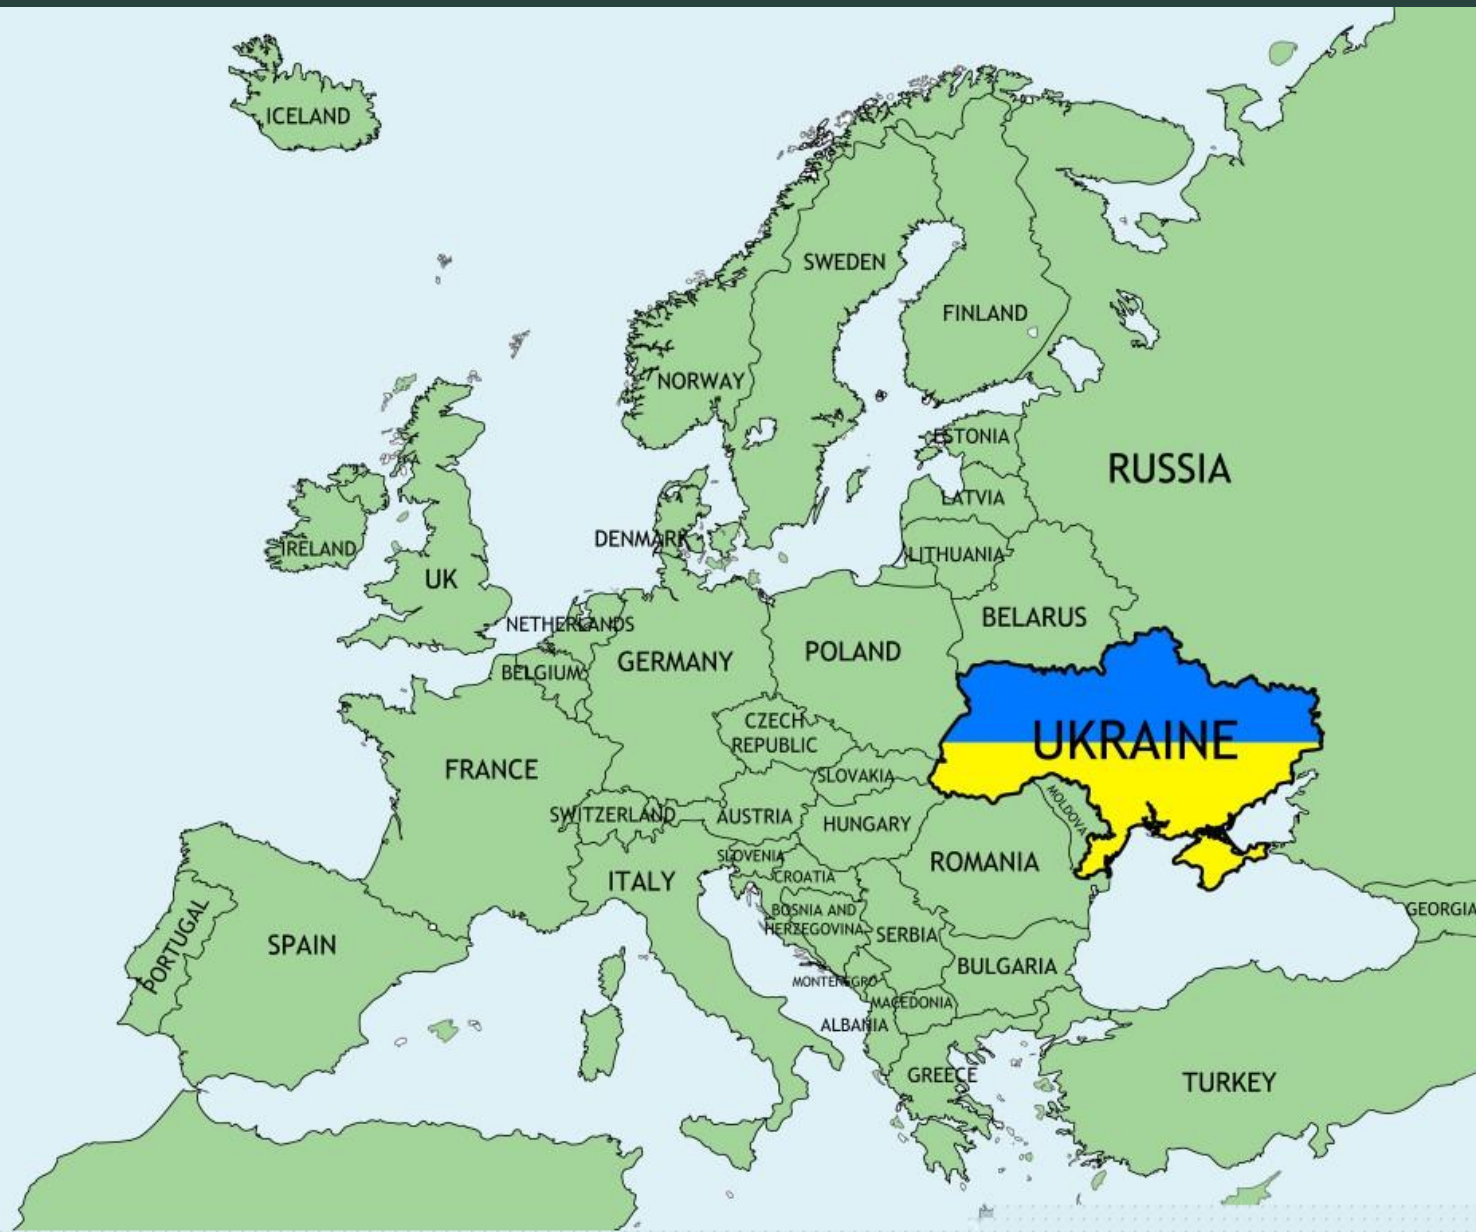 ICELAND
SWEDEN
FINLAND
NORWAY
ESTONIA
RUSSIA
LATVIA
DENMARK
IRELAND
LITHUANIA
UK
BELARUS
NETHERLANDS
POLAND
GERMANY
BELGIUM
CZECH
REPUBLIC
UKRAINE
FRANCE
SLOVAKIA
MOLDOVA
SWITZERLAND
AUSTRIA
HUNGARY
SLOVENIA
ROMANIA
CROATIA
ITALY
BOSNIA AND
HERZEGOVINA
GEORGIA
PORTUGAL
SPAIN
SERBIA
BULGARIA
MONTENEGRO
MACEDONIA
ALBANIA
GREECE
TURKEY